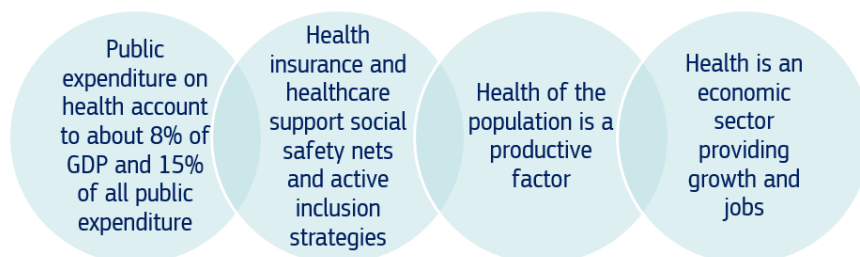 Public
expenditure on
health account
to about 8% of
GDP and 15%
of all public
expenditure
Health
insurance and
healthcare
support social
safety nets
and active
inclusion
strategies
Health of the
population is a
productive
factor
Health is an
economic
sector
providing
growth and
jobs